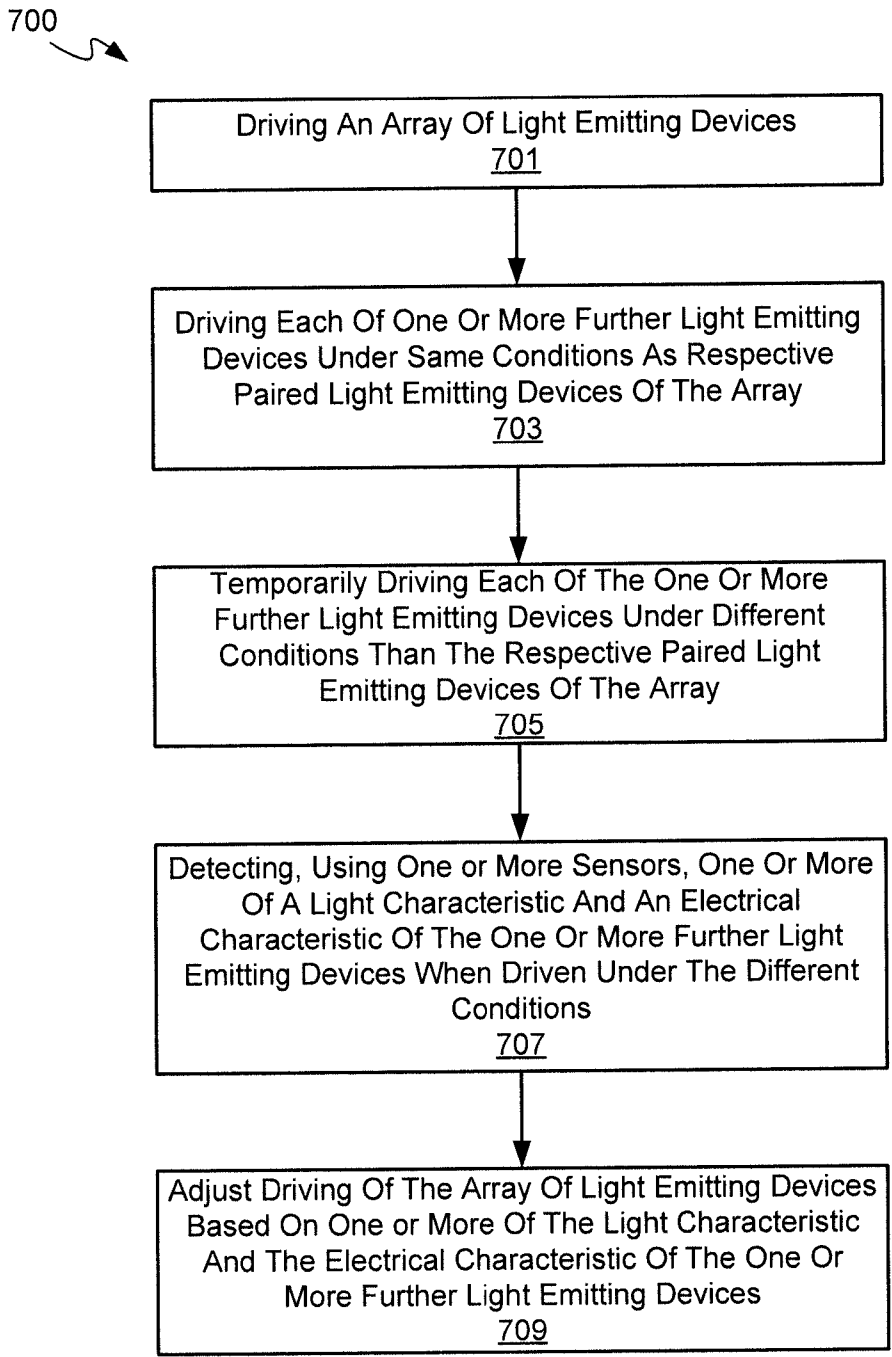 700
Driving An Array Of Light Emitting Devices
701
Driving Each Of One Or More Further Light Emitting
Devices Under Same Conditions As Respective
Paired Light Emitting Devices Of The Array
703
Temporarily Driving Each Of The One Or More
Further Light Emitting Devices Under Different
Conditions Than The Respective Paired Light
Emitting Devices Of The Array
705
Detecting, Using One or More Sensors, One Or More
Of A Light Characteristic And An Electrical
Characteristic Of The One Or More Further Light
Emitting Devices When Driven Under The Different
Conditions
707
Adjust Driving Of The Array Of Light Emitting Devices
Based On One or More Of The Light Characteristic
And The Electrical Characteristic Of The One Or
More Further Light Emitting Devices
709